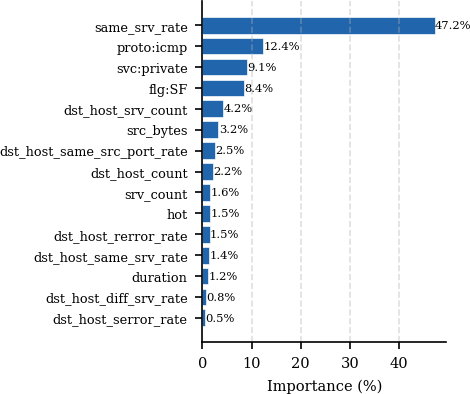 same_srv_rate 47.2%
proto:icmp 12.4%
svc:private 9.1%
flg:SF 8.4%
dst_host_srv_count 4.2%
src_bytes 3.2%
dst_host_same_src_port_rate 2.5%
dst_host_count 2.2%
srv_count 1.6%
hot 1.5%
dst_host_rerror_rate 1.5%
dst_host_same_srv_rate 1.4%
duration 1.2%
dst_host_diff_srv_rate 0.8%
dst_host_serror_rate 0.5%
0 10 20 30 40
Importance (%)